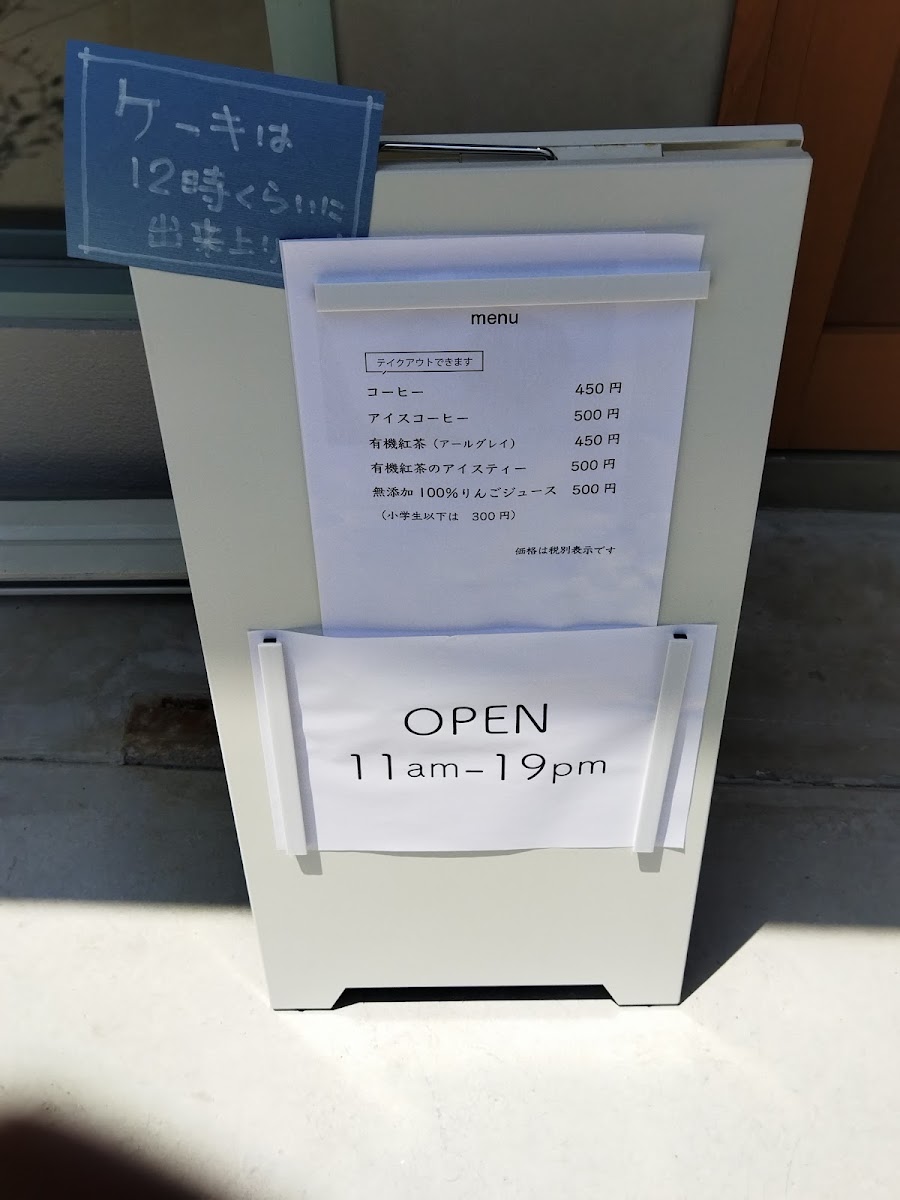 ケーキは
12時くらいに
出来上り
menu
テイクアウトできます
コーヒー 450円
アイスコーヒー 500円
有機紅茶（アールグレイ） 450円
有機紅茶のアイスティー 500円
無添加100%りんごジュース 500円
（小学生以下は 300円）
価格は税別表示です
OPEN
11am-19pm